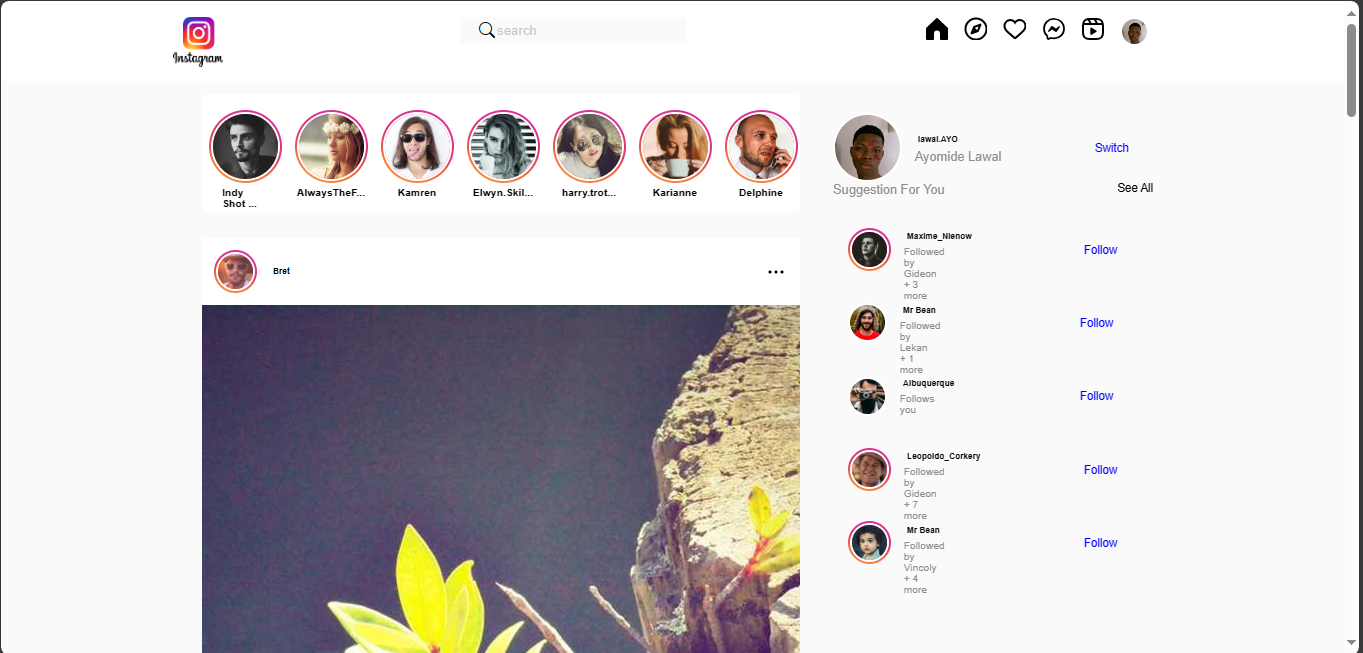 Instagram
search
Indy
Shot ...
AlwaysTheF...
Kamren
Elwyn.Skil...
harry.trot...
Karianne
Delphine
Bret
lawal.AYO
Ayomide Lawal
Switch
Suggestion For You
See All
Maxime_Nienow
Followed
by
Gideon
+ 3
more
Follow
Mr Bean
Followed
by
Lekan
+ 1
more
Follow
Albuquerque
Follows
you
Follow
Leopoldo_Corkery
Followed
by
Gideon
+ 7
more
Follow
Mr Bean
Followed
by
Vincoly
+ 4
more
Follow